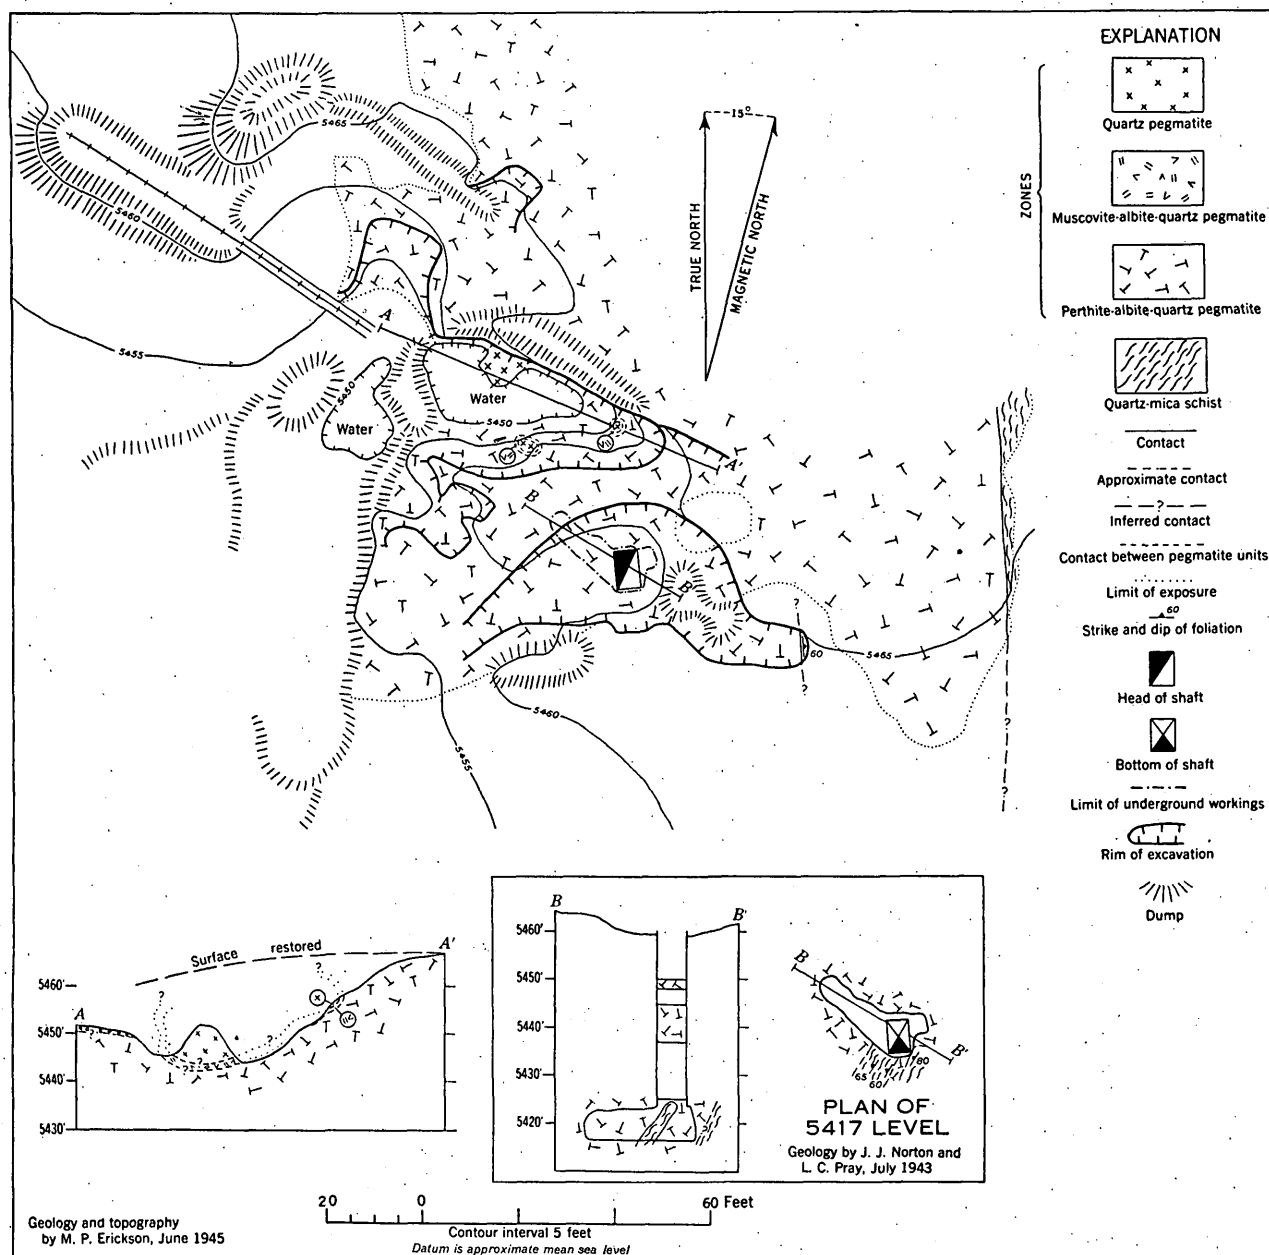 EXPLANATION
Quartz pegmatite
Muscovite-albite-quartz pegmatite
Perthite-albite-quartz pegmatite
ZONES
Quartz-mica schist
Contact
Approximate contact
?
Inferred contact
Contact between pegmatite units
Limit of exposure
60
Strike and dip of foliation
Head of shaft
Bottom of shaft
Limit of underground workings
Rim of excavation
Dump
15°
TRUE NORTH
MAGNETIC NORTH
5465
5460
5455
5450
A
Water
Water
5450
A'
B
B'
?
60
?
5465
5460
5455
?
?
Surface restored
A'
A
5460'
5450'
5440'
5430'
?
?
?
?
?
?
B
B'
5460'
5450'
5440'
5430'
5420'
B
B'
65
60
80
PLAN OF
5417 LEVEL
Geology by J. J. Norton and
L. C. Pray, July 1943
Geology and topography
by M. P. Erickson, June 1945
20 0 60 Feet
Contour interval 5 feet
Datum is approximate mean sea level